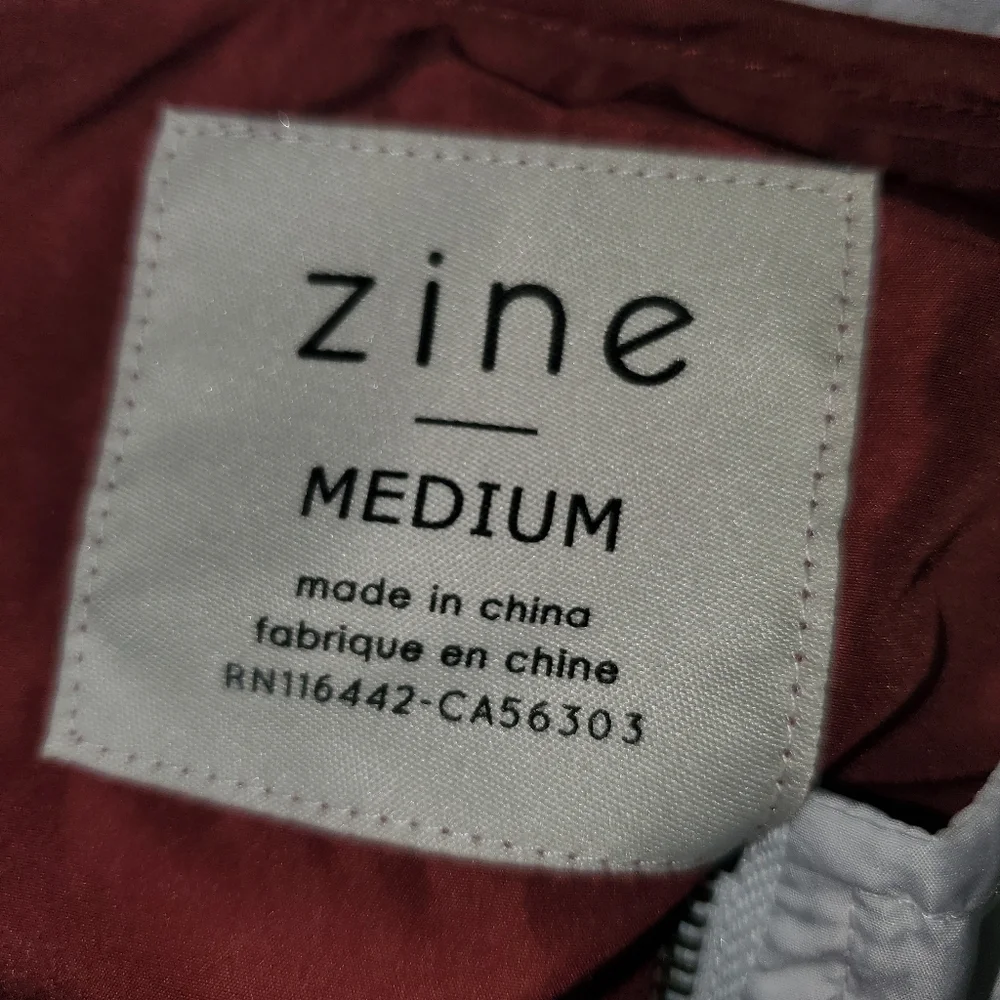 zine
MEDIUM
made in china
fabrique en chine
RN116442-CA56303